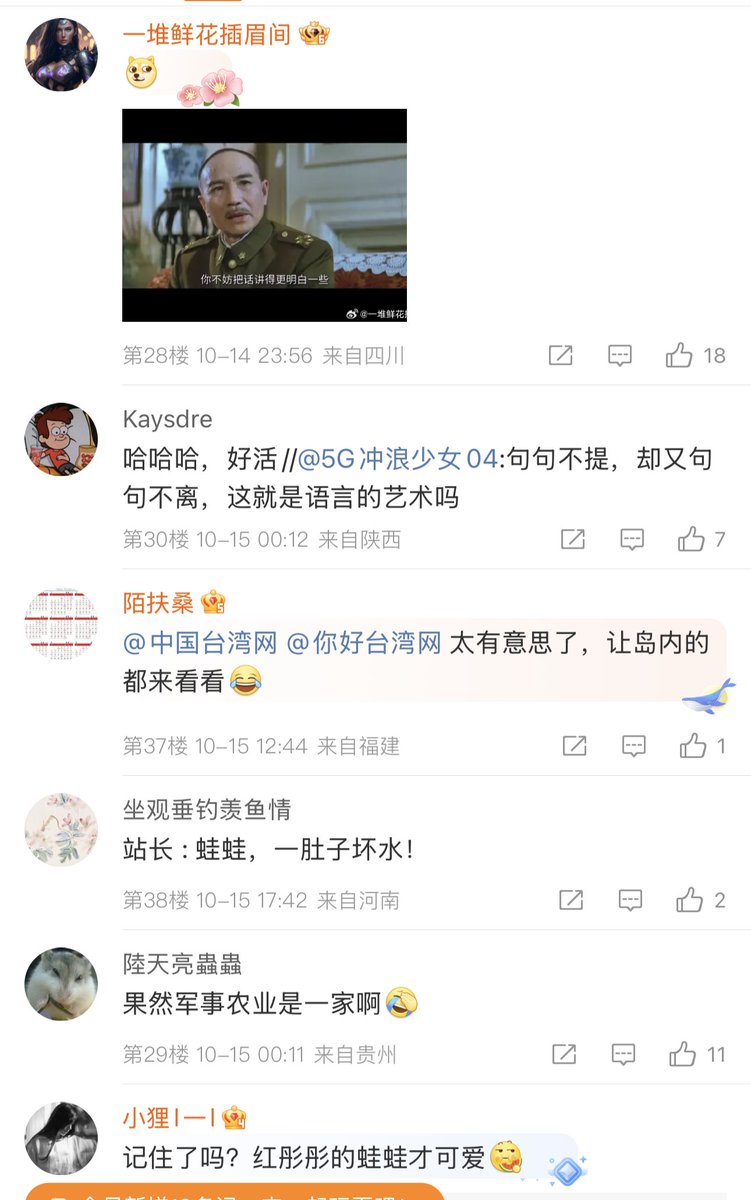 一堆鲜花插眉间
你不妨把话讲得更明白一些
@一堆鲜花插
第28楼 10-14 23:56 来自四川
18
Kaysdre
哈哈哈，好活//@5G冲浪少女04:句句不提，却又句
句不离，这就是语言的艺术吗
第30楼 10-15 00:12 来自陕西
7
陌扶桑
@中国台湾网 @你好台湾网 太有意思了，让岛内的
都来看看
第37楼 10-15 12:44 来自福建
1
坐观垂钓羡鱼情
站长：蛙蛙，一肚子坏水！
第38楼 10-15 17:42 来自河南
2
陸天亮蟲蟲
果然军事农业是一家啊
第29楼 10-15 00:11 来自贵州
11
小狸I一I
记住了吗？红彤彤的蛙蛙才可爱